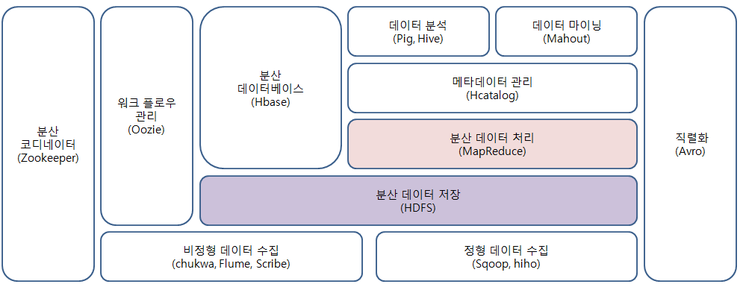 분산
코디네이터
(Zookeeper)
워크 플로우
관리
(Oozie)
분산
데이터베이스
(Hbase)
데이터 분석
(Pig, Hive)
데이터 마이닝
(Mahout)
메타데이터 관리
(Hcatalog)
분산 데이터 처리
(MapReduce)
직렬화
(Avro)
분산 데이터 저장
(HDFS)
비정형 데이터 수집
(chukwa, Flume, Scribe)
정형 데이터 수집
(Sqoop, hiho)